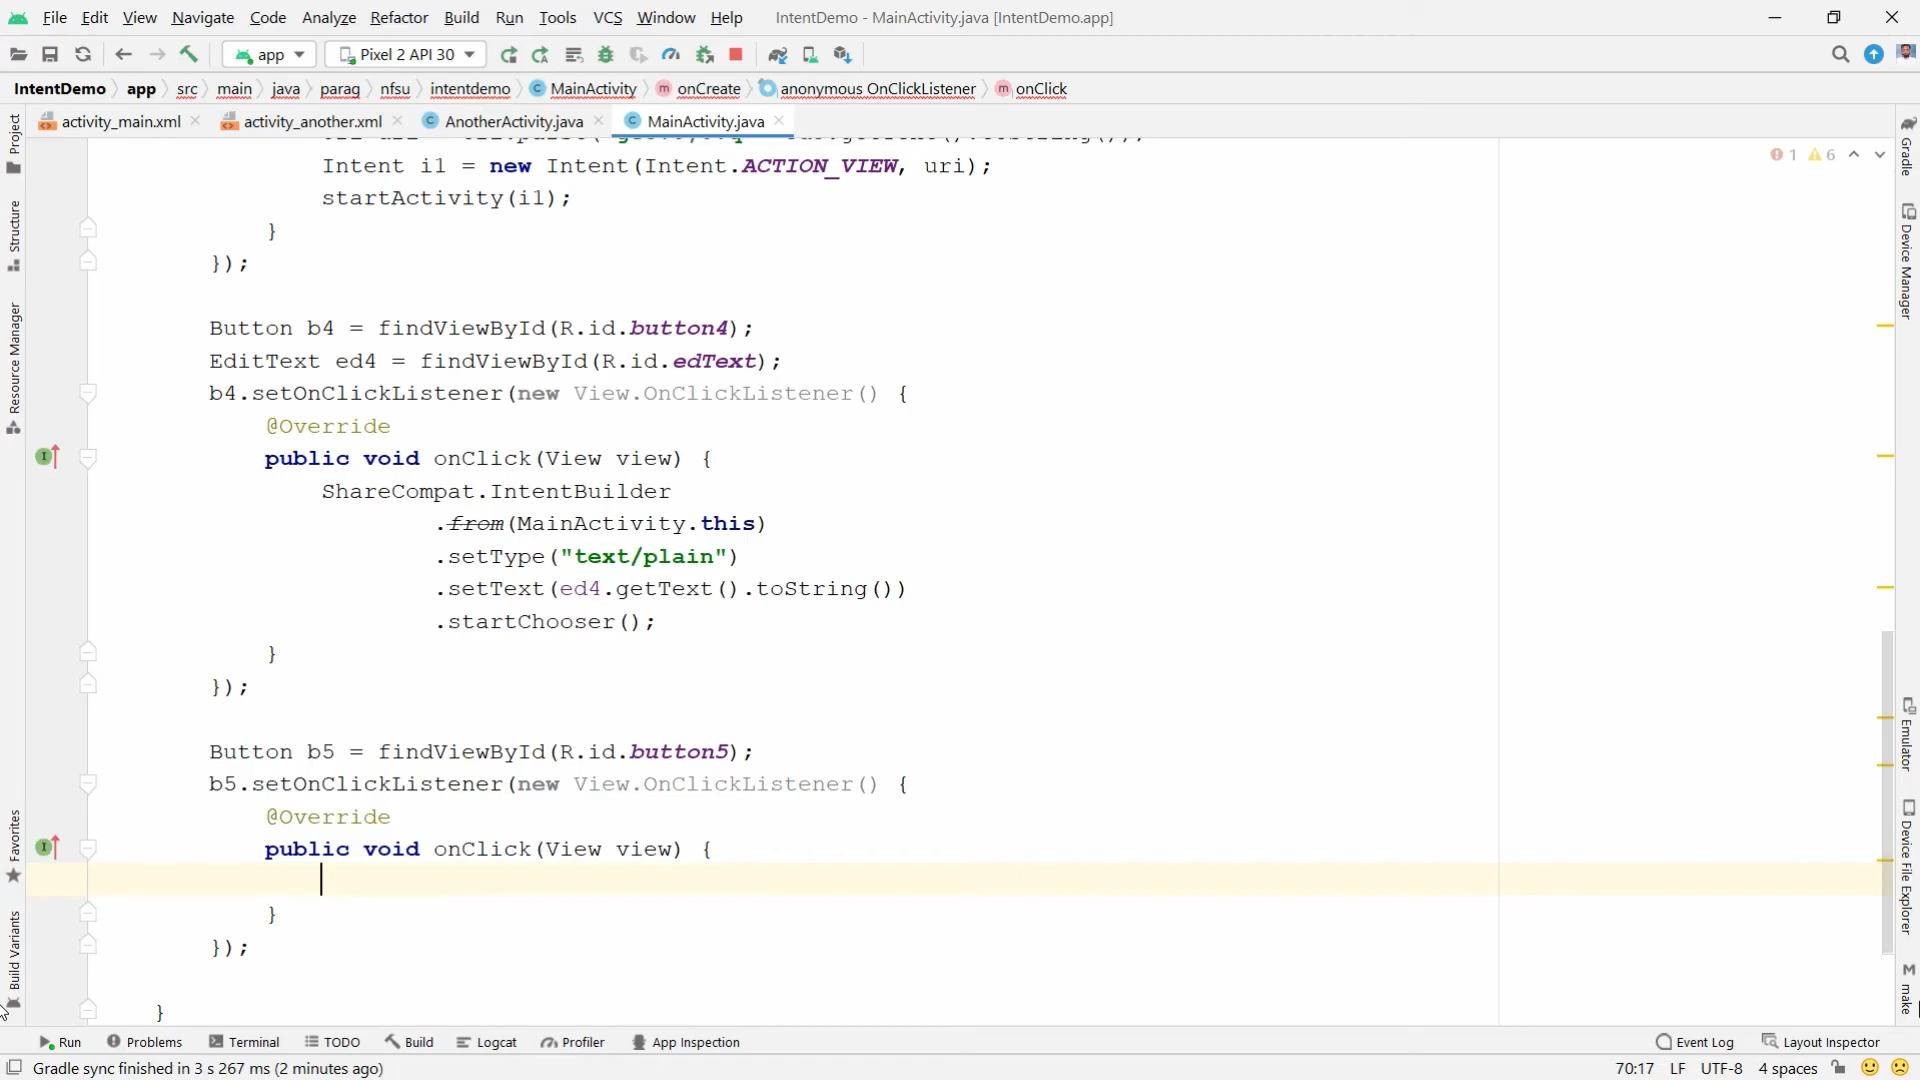 File Edit View Navigate Code Analyze Refactor Build Run Tools VCS Window Help IntentDemo - MainActivity.java [IntentDemo.app]
app Pixel 2 API 30
IntentDemo app src main java parag nfsu intentdemo MainActivity onCreate anonymous OnClickListener onClick
activity_main.xml activity_another.xml AnotherActivity.java MainActivity.java
1 6
Intent i1 = new Intent(Intent.ACTION_VIEW, uri);
startActivity(i1);
}
});
Button b4 = findViewById(R.id.button4);
EditText ed4 = findViewById(R.id.edText);
b4.setOnClickListener(new View.OnClickListener() {
@Override
public void onClick(View view) {
ShareCompat.IntentBuilder
.from(MainActivity.this)
.setType("text/plain")
.setText(ed4.getText().toString())
.startChooser();
}
});
Button b5 = findViewById(R.id.button5);
b5.setOnClickListener(new View.OnClickListener() {
@Override
public void onClick(View view) {
}
});
}
Project
Structure
Resource Manager
Favorites
Build Variants
Gradle
Device Manager
Emulator
Device File Explorer
make
Run Problems Terminal TODO Build Logcat Profiler App Inspection Event Log Layout Inspector
Gradle sync finished in 3 s 267 ms (2 minutes ago) 70:17 LF UTF-8 4 spaces